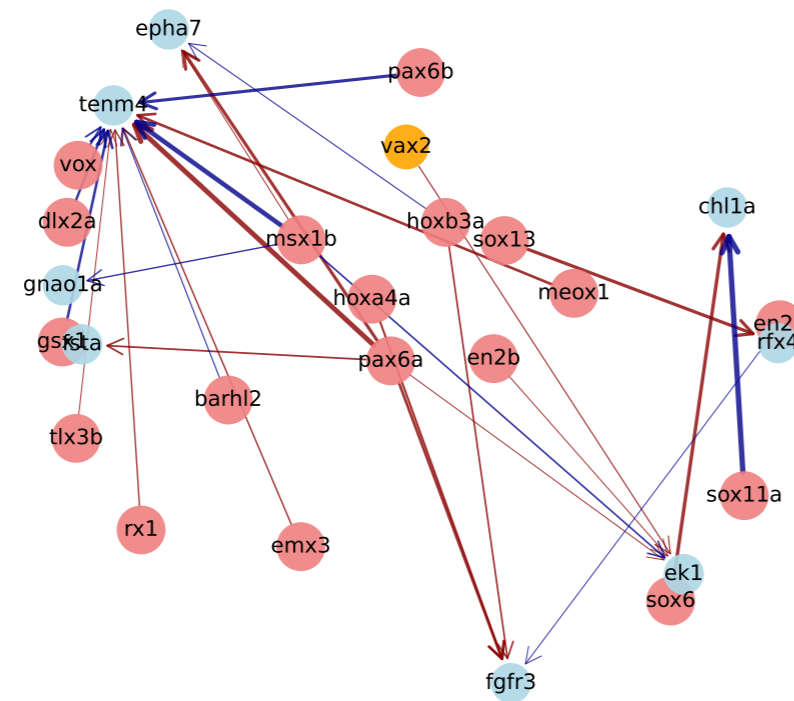 epha7
pax6b
tenm4
vax2
vox
chl1a
dlx2a
hoxb3a
msx1b
sox13
gnao1a
meox1
hoxa4a
en2
gsx1
fsta
rfx4
pax6a
en2b
barhl2
tlx3b
sox11a
rx1
emx3
ek1
sox6
fgfr3